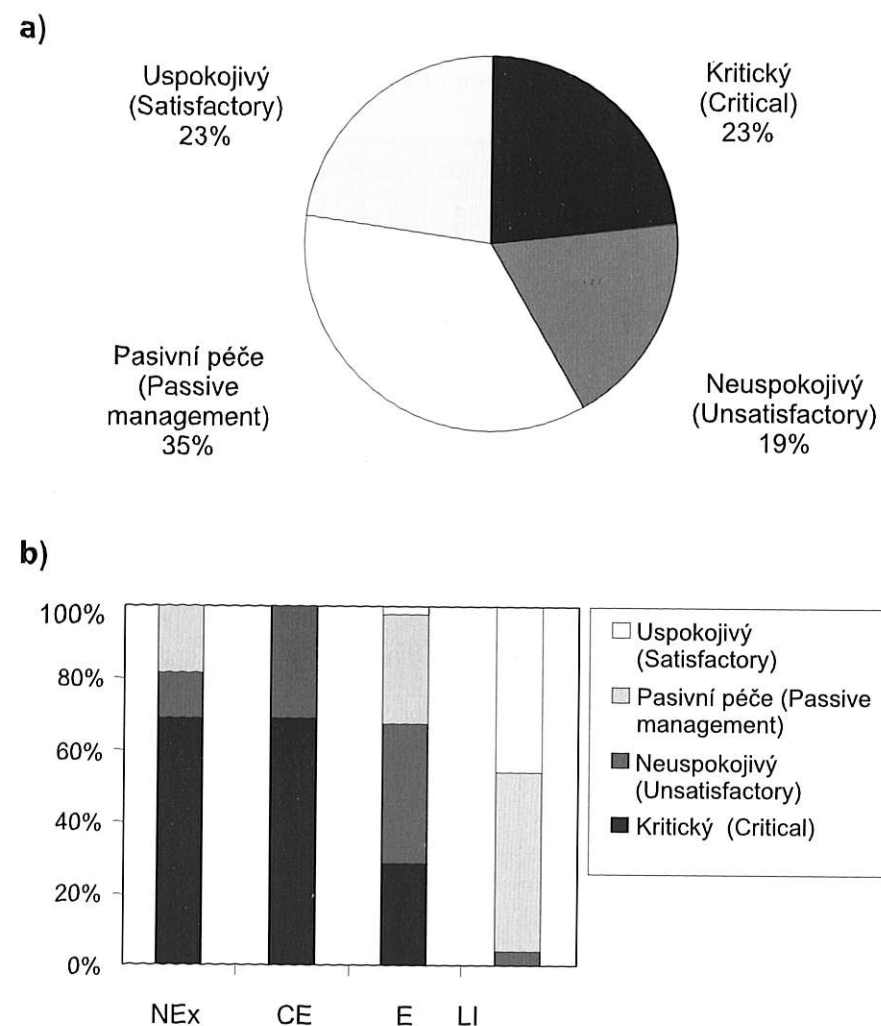 a)
Uspokojivý
(Satisfactory)
23%
Kritický
(Critical)
23%
Pasivní péče
(Passive
management)
35%
Neuspokojivý
(Unsatisfactory)
19%
b)
100%
80%
60%
40%
20%
0%
NEx CE E LI
Uspokojivý
(Satisfactory)
Pasivní péče (Passive
management)
Neuspokojivý
(Unsatisfactory)
Kritický (Critical)